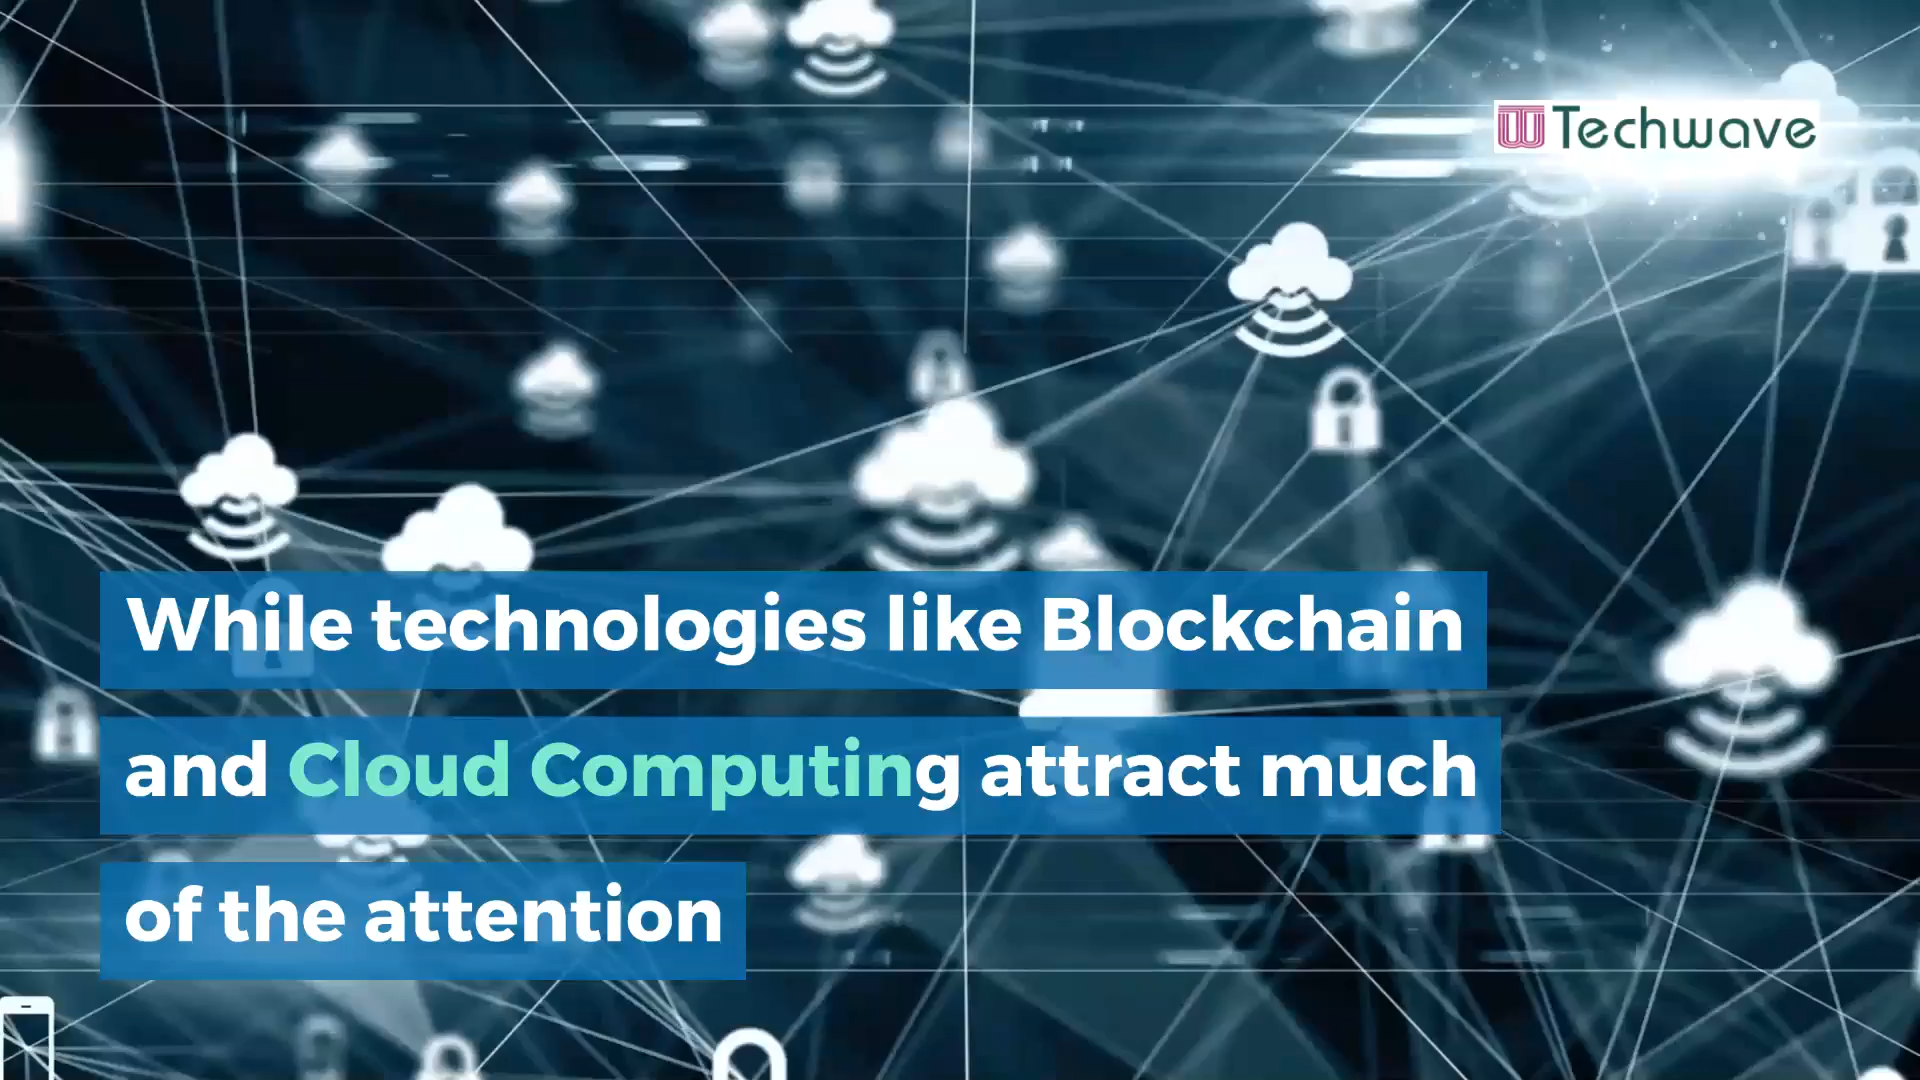 Techwave
While technologies like Blockchain
and Cloud Computing attract much
of the attention